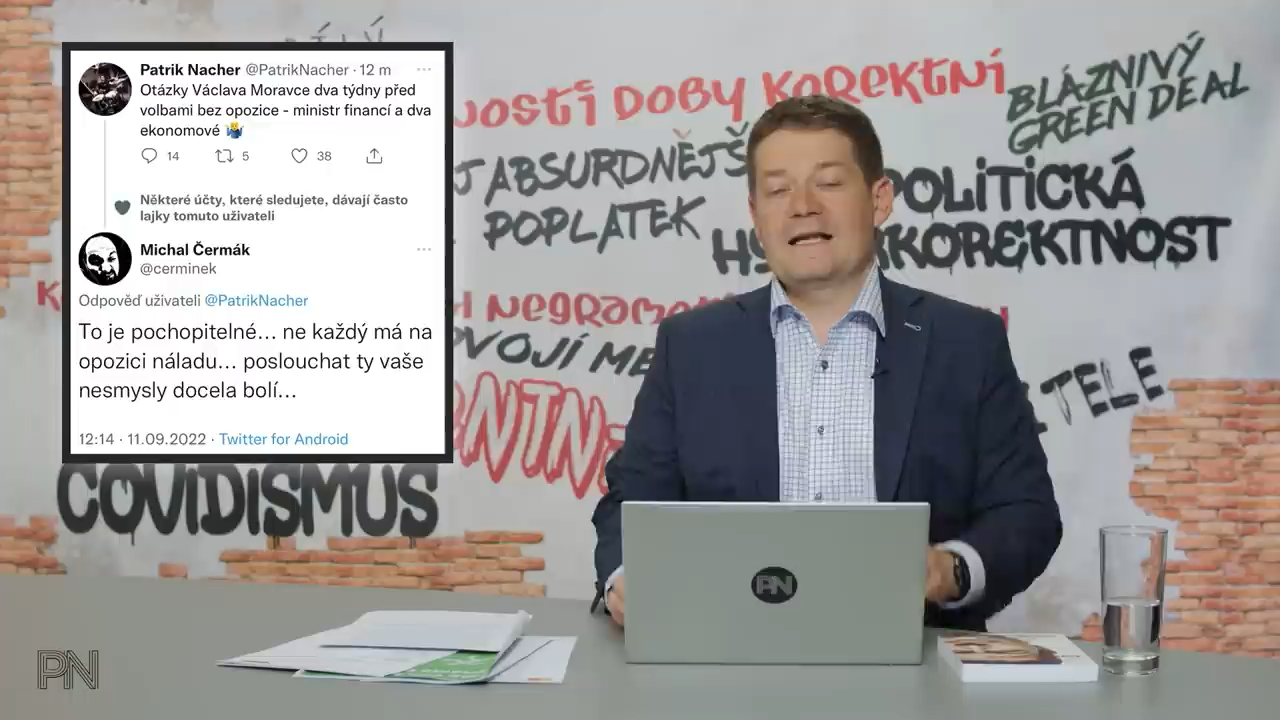 Patrik Nacher @PatrikNacher · 12 m
Otázky Václava Moravce dva týdny před
volbami bez opozice - ministr financí a dva
ekonomové 🤷‍♂️
14 5 38
Některé účty, které sledujete, dávají často
lajky tomuto uživateli
Michal Čermák
@cerminek
Odpověď uživateli @PatrikNacher
To je pochopitelné... ne každý má na
opozici náladu... poslouchat ty vaše
nesmysly docela bolí...
12:14 · 11.09.2022 · Twitter for Android
DOBY KOREKTNÍ
BLÁZNIVÝ
GREEN DEAL
POPLATEK
POLITICKÁ
KOREKTNOST
COVIDISMUS
PN
PN